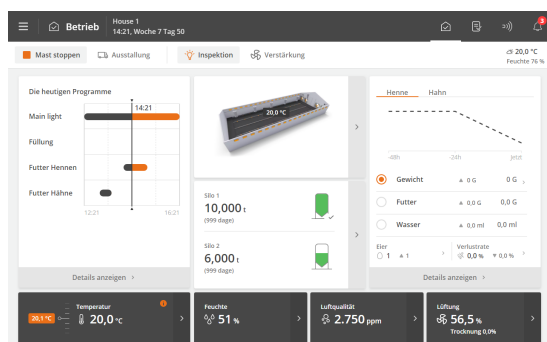 Betrieb
House 1
14:21, Woche 7 Tag 50
3
Mast stoppen
Ausstallung
Inspektion
Verstärkung
20,0 °C
Feuchte 76 %
Die heutigen Programme
14:21
Main light
Füllung
Futter Hennen
Futter Hähne
12:21
16:21
Details anzeigen
20,0 °C
Silo 1
10,000 t
(999 dage)
Silo 2
6,000 t
(999 dage)
Henne
Hahn
-48h
-24h
Jetzt
Gewicht
▲ 0 G
0 G
Futter
▲ 0,0 G
0,0 G
Wasser
▲ 0,0 ml
0,0 ml
Eier
1 ▲ 1
Verlustrate
0,0 % ▼ 0,0 %
Details anzeigen
20,1 °C
Temperatur
20,0 °C
Feuchte
51 %
Luftqualität
2.750 ppm
Lüftung
56,5 %
Trocknung 0,0%